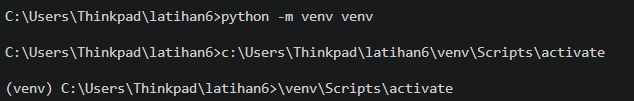 C:\Users\Thinkpad\latihan6>python -m venv venv
C:\Users\Thinkpad\latihan6>c:\Users\Thinkpad\latihan6\venv\Scripts\activate
(venv) C:\Users\Thinkpad\latihan6>\venv\Scripts\activate